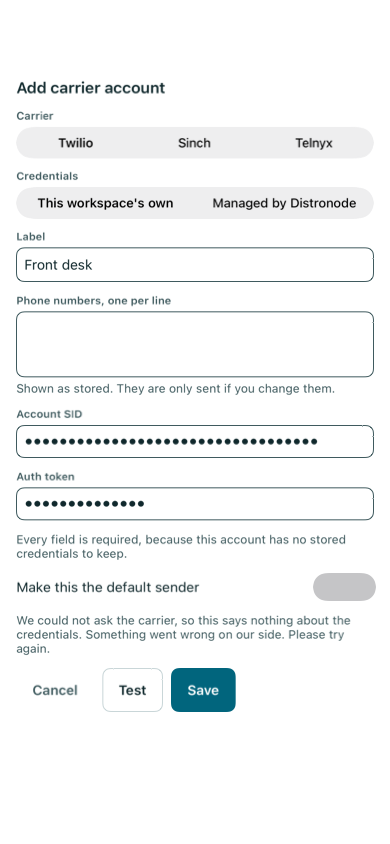 Add carrier account
Carrier
Twilio
Sinch
Telnyx
Credentials
This workspace's own
Managed by Distronode
Label
Front desk
Phone numbers, one per line
Shown as stored. They are only sent if you change them.
Account SID
••••••••••••••••••••••••••••••••••
Auth token
••••••••••••••
Every field is required, because this account has no stored
credentials to keep.
Make this the default sender
We could not ask the carrier, so this says nothing about the
credentials. Something went wrong on our side. Please try
again.
Cancel
Test
Save